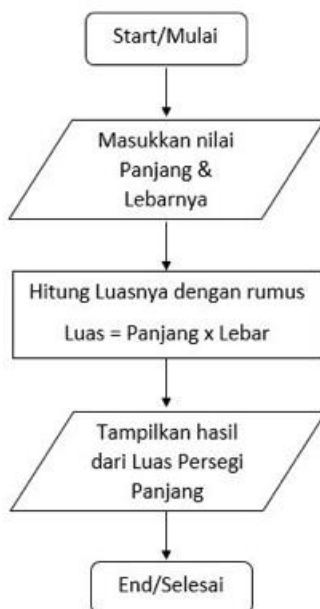 Start/Mulai
Masukkan nilai
Panjang &
Lebarnya
Hitung Luasnya dengan rumus
Luas = Panjang x Lebar
Tampilkan hasil
dari Luas Persegi
Panjang
End/Selesai